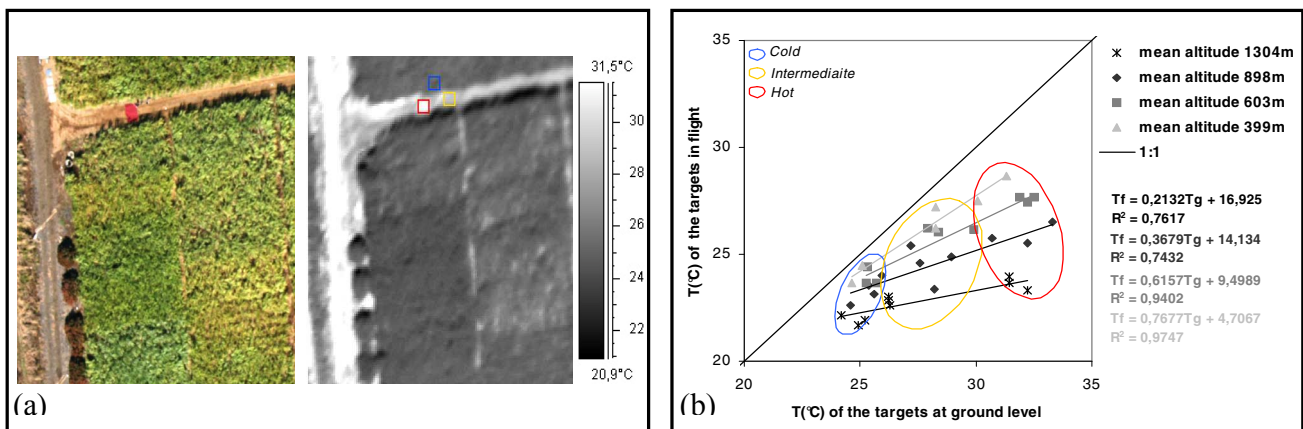 31,5°C
30
28
26
24
22
20,9°C
(a)
35
30
25
20
20
25
30
35
T(°C) of the targets in flight
T(°C) of the targets at ground level
Cold
Intermediaite
Hot
mean altitude 1304m
mean altitude 898m
mean altitude 603m
mean altitude 399m
1:1
Tf = 0,2132Tg + 16,925
R² = 0,7617
Tf = 0,3679Tg + 14,134
R² = 0,7432
Tf = 0,6157Tg + 9,4989
R² = 0,9402
Tf = 0,7677Tg + 4,7067
R² = 0,9747
(b)